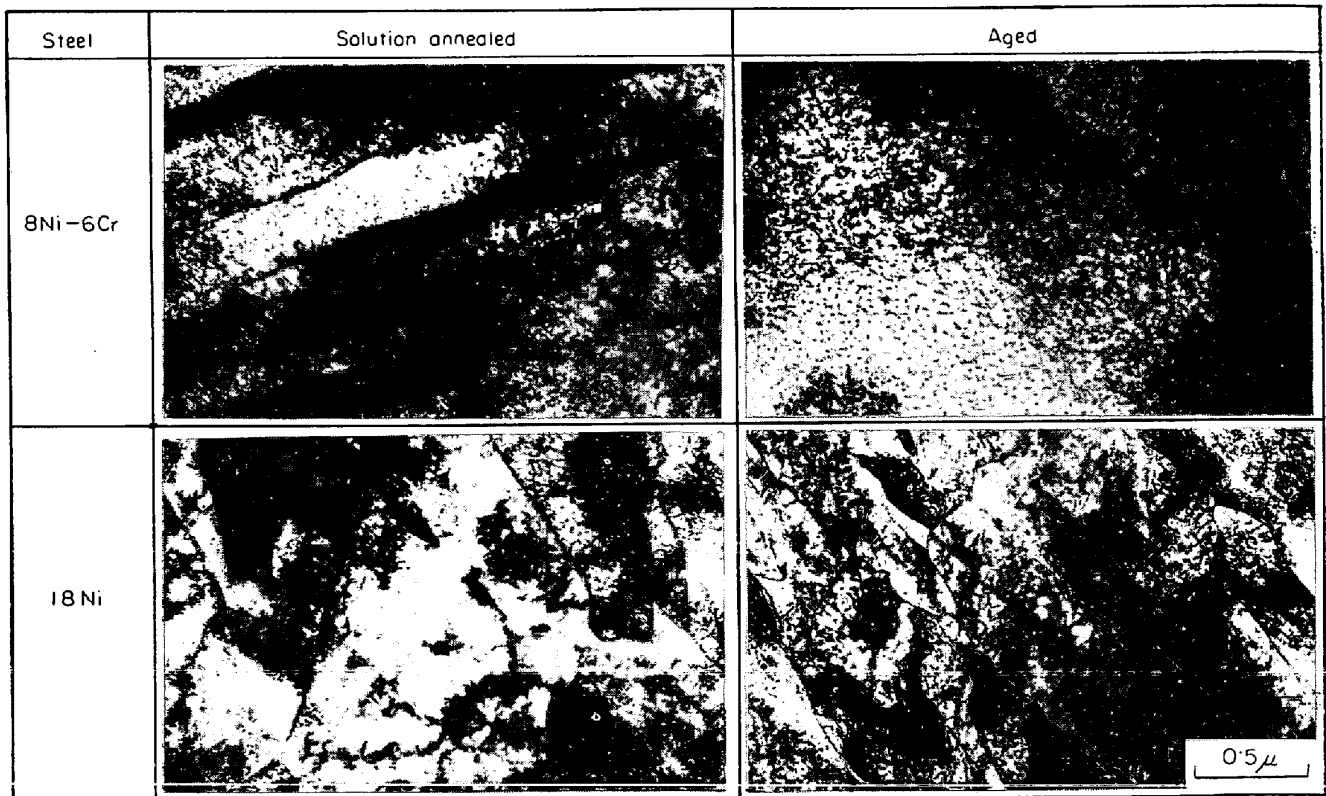 Steel
Solution annealed
Aged
8Ni-6Cr
18Ni
0·5μ